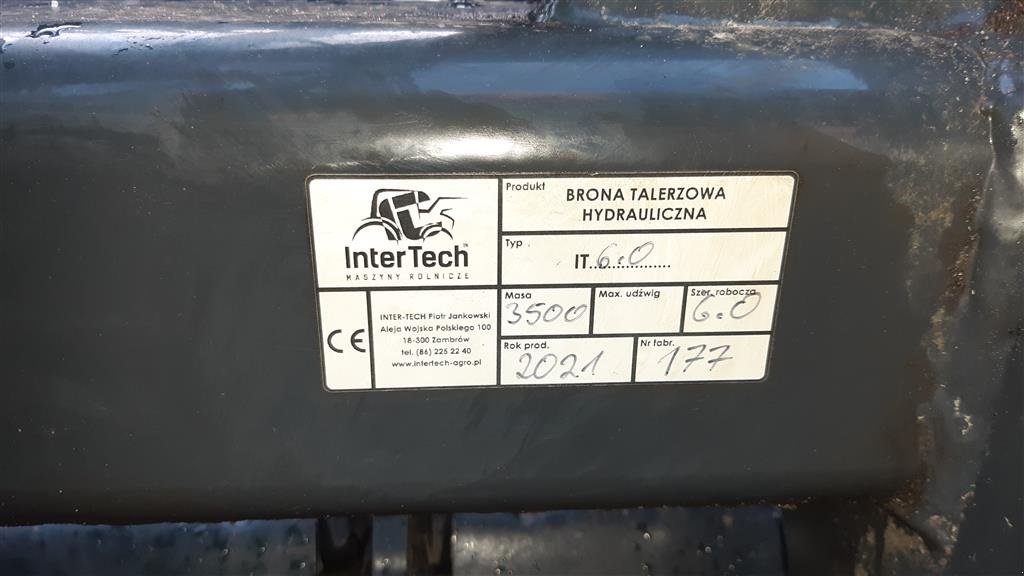 InterTech
MASZYNY ROLNICZE
Produkt
BRONA TALERZOWA
HYDRAULICZNA
Typ
IT..6.0................
CE
INTER-TECH Piotr Jankowski
Aleja Wojska Polskiego 100
18-300 Zambrów
tel. (86) 225 22 40
www.intertech-agro.pl
Masa
3500
Max. udźwig
Szer. robocza
6.0
Rok prod.
2021
Nr fabr.
177